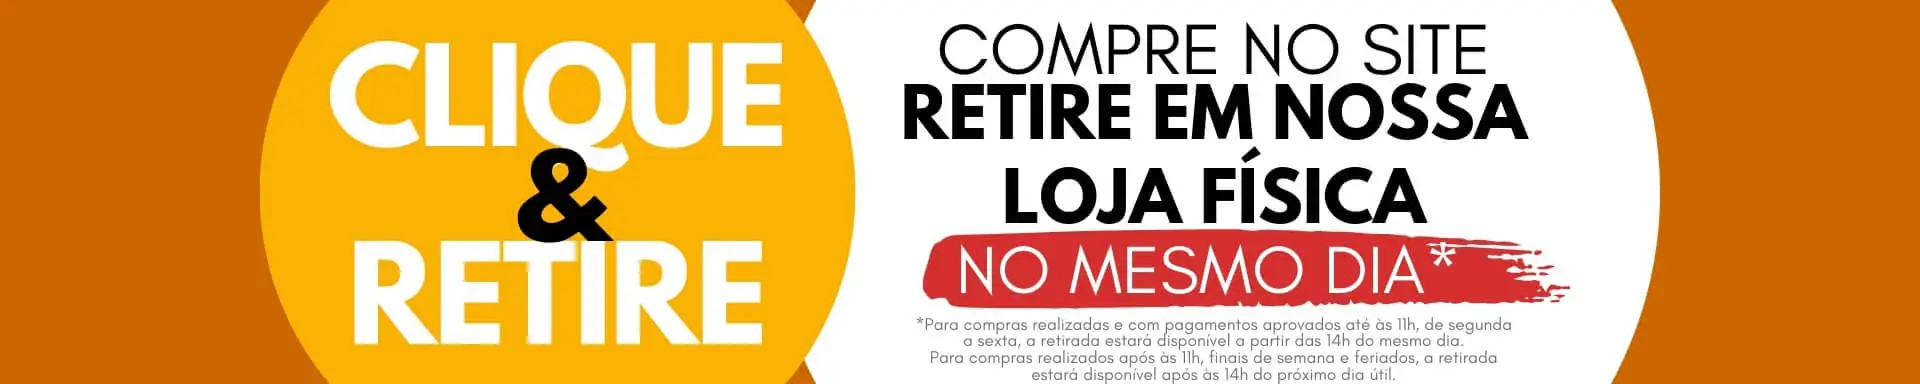 CLIQUE
&
RETIRE
COMPRE NO SITE
RETIRE EM NOSSA
LOJA FÍSICA
NO MESMO DIA*
*Para compras realizadas e com pagamentos aprovados até às 11h, de segunda
a sexta, a retirada estará disponível a partir das 14h do mesmo dia.
Para compras realizados após às 11h, finais de semana e feriados, a retirada
estará disponível após às 14h do próximo dia útil.